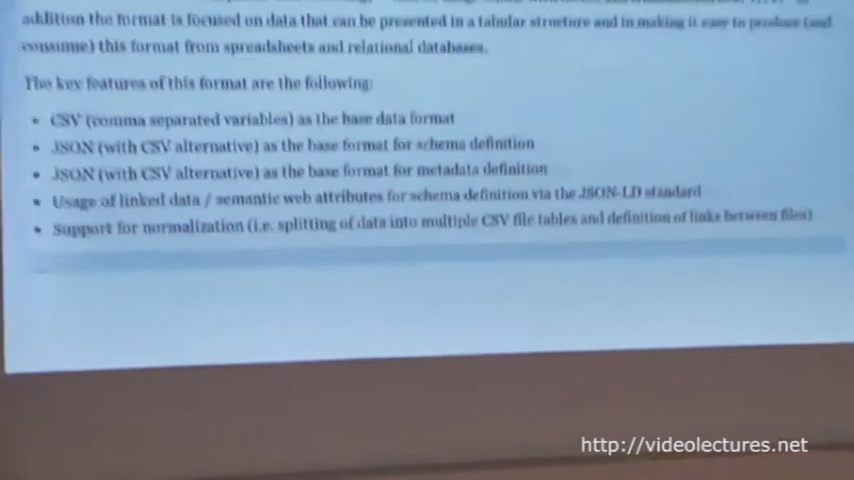 addition the format is focused on data that can be presented in a tabular structure and in making it easy to produce (and
consume) this format from spreadsheets and relational databases.
The key features of this format are the following:
CSV (comma separated variables) as the base data format
JSON (with CSV alternative) as the base format for schema definition
JSON (with CSV alternative) as the base format for metadata definition
Usage of linked data / semantic web attributes for schema definition via the JSON-LD standard
Support for normalization (i.e. splitting of data into multiple CSV file tables and definition of links between files)
http://videolectures.net